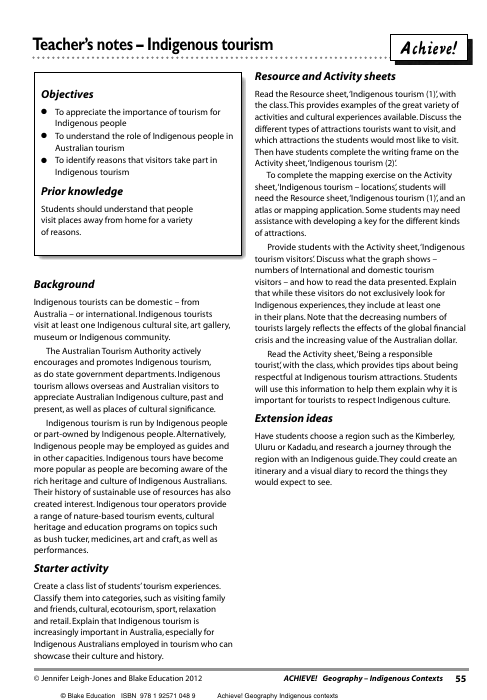 Teacher's notes – Indigenous tourism
Achieve!
Objectives
● To appreciate the importance of tourism for
Indigenous people
● To understand the role of Indigenous people in
Australian tourism
● To identify reasons that visitors take part in
Indigenous tourism
Prior knowledge
Students should understand that people
visit places away from home for a variety
of reasons.
Background
Indigenous tourists can be domestic – from
Australia – or international. Indigenous tourists
visit at least one Indigenous cultural site, art gallery,
museum or Indigenous community.
The Australian Tourism Authority actively
encourages and promotes Indigenous tourism,
as do state government departments. Indigenous
tourism allows overseas and Australian visitors to
appreciate Australian Indigenous culture, past and
present, as well as places of cultural significance.
Indigenous tourism is run by Indigenous people
or part-owned by Indigenous people. Alternatively,
Indigenous people may be employed as guides and
in other capacities. Indigenous tours have become
more popular as people are becoming aware of the
rich heritage and culture of Indigenous Australians.
Their history of sustainable use of resources has also
created interest. Indigenous tour operators provide
a range of nature-based tourism events, cultural
heritage and education programs on topics such
as bush tucker, medicines, art and craft, as well as
performances.
Starter activity
Create a class list of students' tourism experiences.
Classify them into categories, such as visiting family
and friends, cultural, ecotourism, sport, relaxation
and retail. Explain that Indigenous tourism is
increasingly important in Australia, especially for
Indigenous Australians employed in tourism who can
showcase their culture and history.
Resource and Activity sheets
Read the Resource sheet, 'Indigenous tourism (1)', with
the class. This provides examples of the great variety of
activities and cultural experiences available. Discuss the
different types of attractions tourists want to visit, and
which attractions the students would most like to visit.
Then have students complete the writing frame on the
Activity sheet, 'Indigenous tourism (2)'.
To complete the mapping exercise on the Activity
sheet, 'Indigenous tourism – locations', students will
need the Resource sheet, 'Indigenous tourism (1)', and an
atlas or mapping application. Some students may need
assistance with developing a key for the different kinds
of attractions.
Provide students with the Activity sheet, 'Indigenous
tourism visitors'. Discuss what the graph shows –
numbers of International and domestic tourism
visitors – and how to read the data presented. Explain
that while these visitors do not exclusively look for
Indigenous experiences, they include at least one
in their plans. Note that the decreasing numbers of
tourists largely reflects the effects of the global financial
crisis and the increasing value of the Australian dollar.
Read the Activity sheet, 'Being a responsible
tourist', with the class, which provides tips about being
respectful at Indigenous tourism attractions. Students
will use this information to help them explain why it is
important for tourists to respect Indigenous culture.
Extension ideas
Have students choose a region such as the Kimberley,
Uluru or Kadadu, and research a journey through the
region with an Indigenous guide. They could create an
itinerary and a visual diary to record the things they
would expect to see.
© Jennifer Leigh-Jones and Blake Education 2012
ACHIEVE! Geography – Indigenous Contexts 55
© Blake Education ISBN 978 1 92571 048 9 Achieve! Geography Indigenous contexts